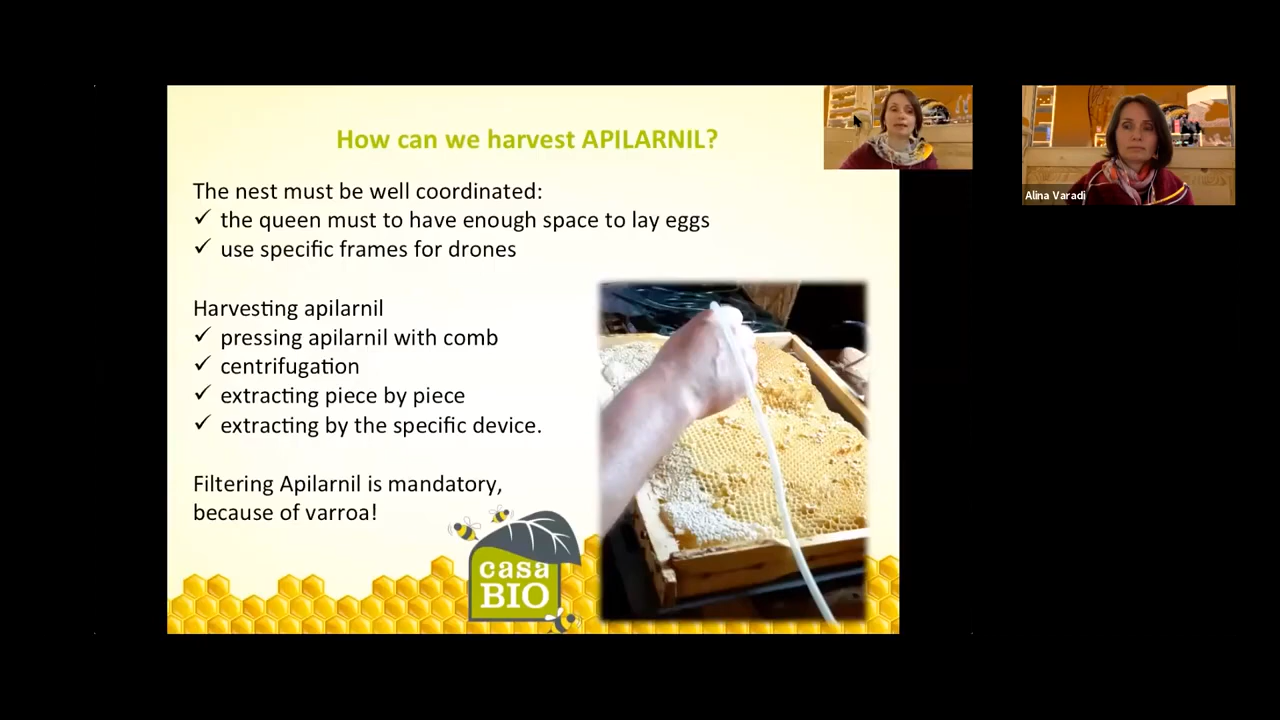 How can we harvest APILARNIL?
The nest must be well coordinated:
✓ the queen must to have enough space to lay eggs
✓ use specific frames for drones
Harvesting apilarnil
✓ pressing apilarnil with comb
✓ centrifugation
✓ extracting piece by piece
✓ extracting by the specific device.
Filtering Apilarnil is mandatory,
because of varroa!
casa
BIO
Alina Varadi